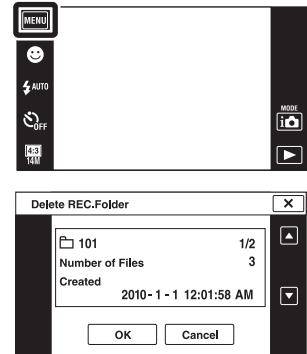 MENU
AUTO
OFF
4:3
14M
MODE
i
Delete REC.Folder
101 1/2
Number of Files 3
Created
2010 - 1 - 1 12:01:58 AM
OK Cancel